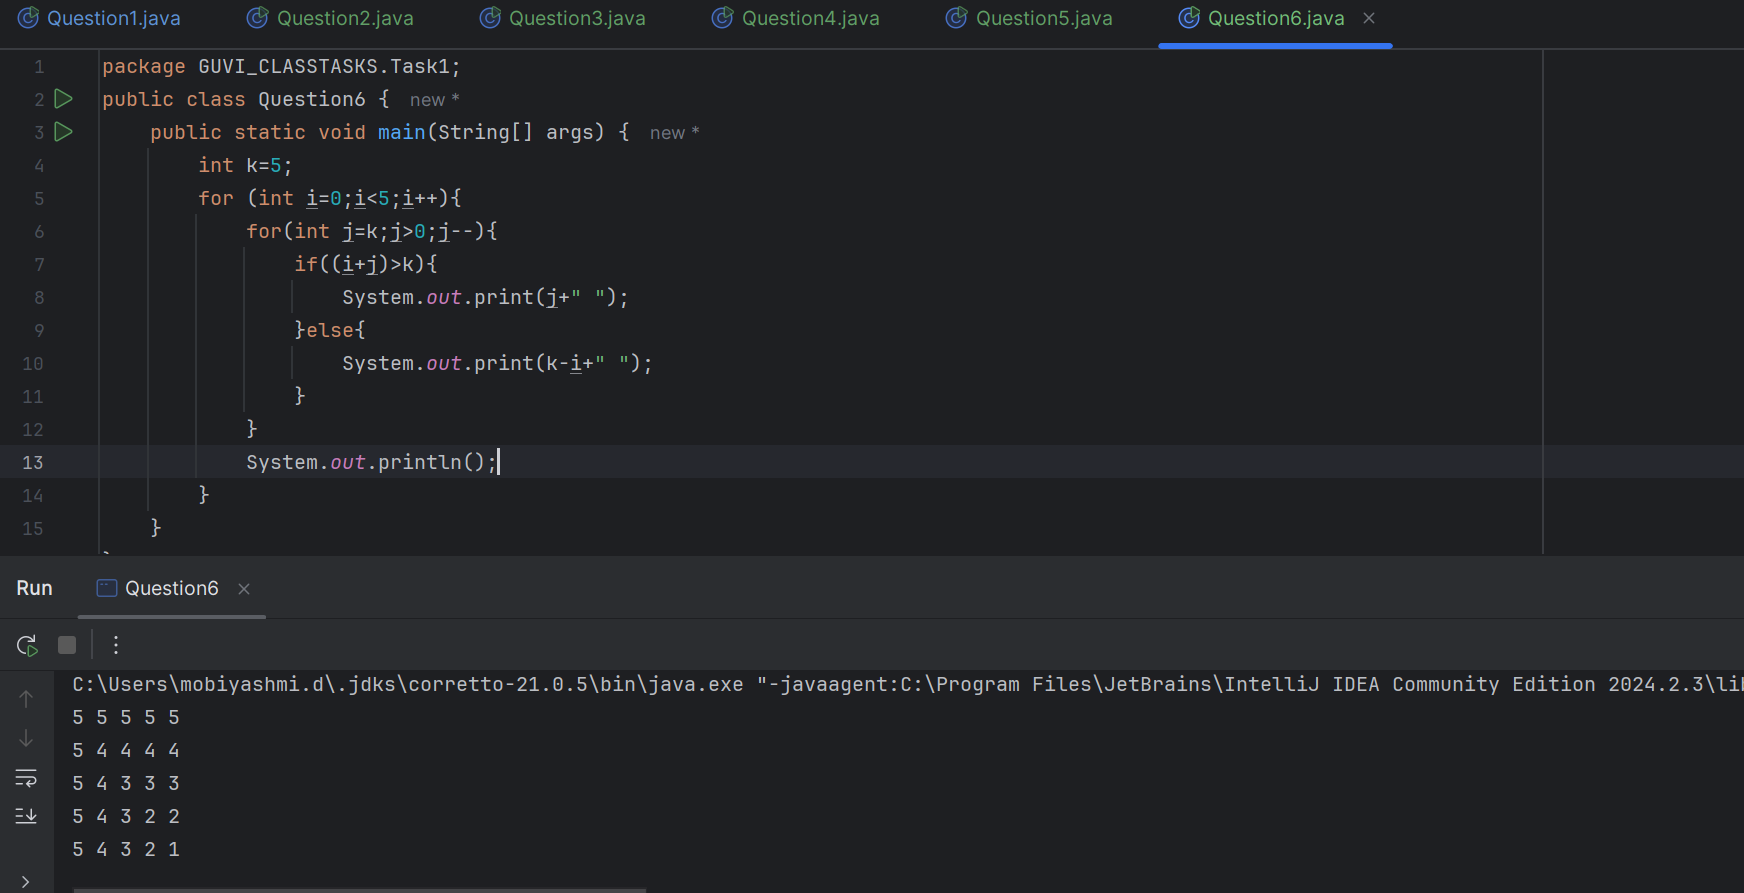 Question1.java Question2.java Question3.java Question4.java Question5.java Question6.java
1 package GUVI_CLASSTASKS.Task1;
2 public class Question6 { new *
3 public static void main(String[] args) { new *
4 int k=5;
5 for (int i=0;i<5;i++){
6 for(int j=k;j>0;j--){
7 if((i+j)>k){
8 System.out.print(j+" ");
9 }else{
10 System.out.print(k-i+" ");
11 }
12 }
13 System.out.println();
14 }
15 }
Run Question6
C:\Users\mobiyashmi.d\.jdks\corretto-21.0.5\bin\java.exe "-javaagent:C:\Program Files\JetBrains\IntelliJ IDEA Community Edition 2024.2.3\lib
5 5 5 5 5
5 4 4 4 4
5 4 3 3 3
5 4 3 2 2
5 4 3 2 1